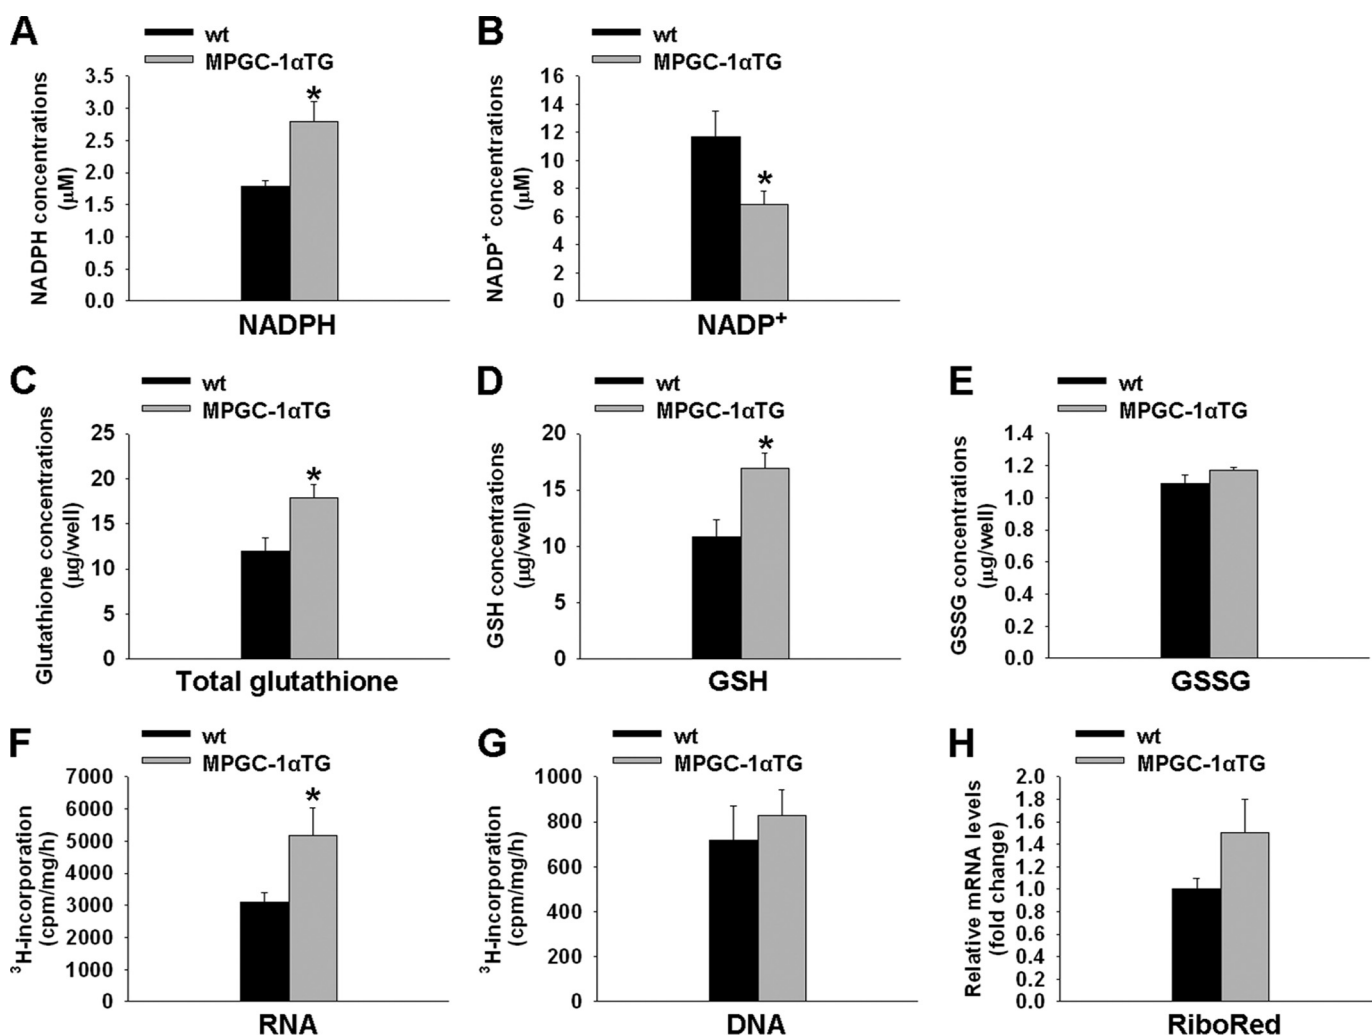 A
wt
MPGC-1αTG
NADPH concentrations
(μM)
3.5
3.0
2.5
2.0
1.5
1.0
0.5
0.0
*
NADPH
B
wt
MPGC-1αTG
NADP⁺ concentrations
(μM)
16
14
12
10
8
6
4
2
0
*
NADP⁺
C
wt
MPGC-1αTG
Glutathione concentrations
(μg/well)
25
20
15
10
5
0
*
Total glutathione
D
wt
MPGC-1αTG
GSH concentrations
(μg/well)
20
15
10
5
0
*
GSH
E
wt
MPGC-1αTG
GSSG concentrations
(μg/well)
1.4
1.2
1.0
0.8
0.6
0.4
0.2
0.0
GSSG
F
wt
MPGC-1αTG
³H-incorporation
(cpm/mg/h)
7000
6000
5000
4000
3000
2000
1000
0
*
RNA
G
wt
MPGC-1αTG
³H-incorporation
(cpm/mg/h)
1000
800
600
400
200
0
DNA
H
wt
MPGC-1αTG
Relative mRNA levels
(fold change)
2.0
1.8
1.6
1.4
1.2
1.0
0.8
0.6
0.4
0.2
0.0
RiboRed